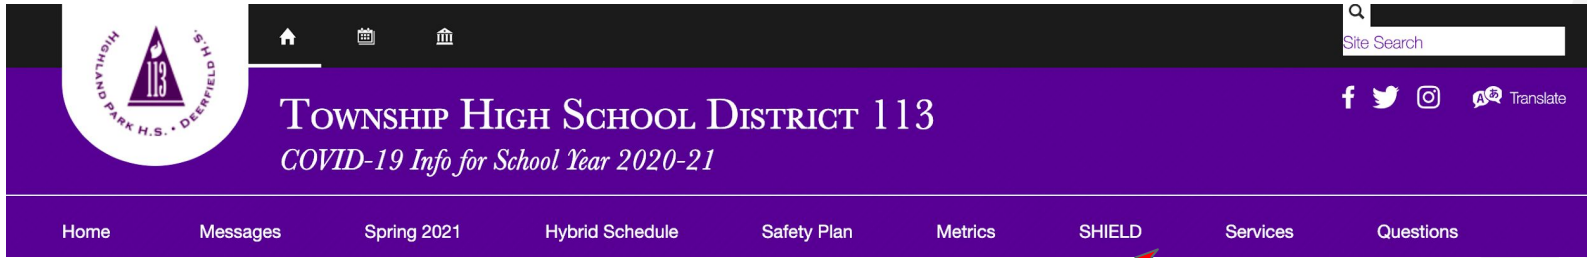 HIGHLAND PARK H.S. • DEERFIELD H.S.
113
Site Search
Translate
TOWNSHIP HIGH SCHOOL DISTRICT 113
COVID-19 Info for School Year 2020-21
Home Messages Spring 2021 Hybrid Schedule Safety Plan Metrics SHIELD Services Questions